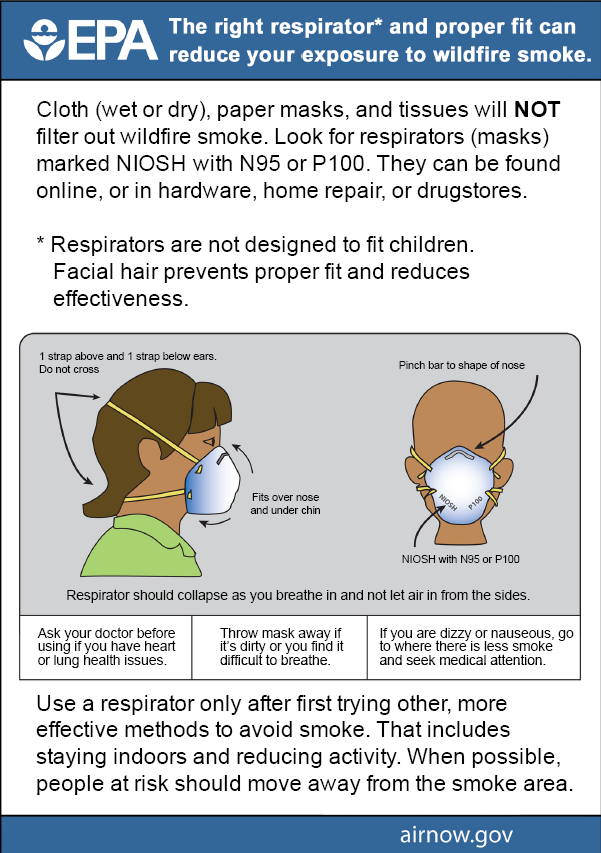 EPA
The right respirator* and proper fit can
reduce your exposure to wildfire smoke.
Cloth (wet or dry), paper masks, and tissues will NOT
filter out wildfire smoke. Look for respirators (masks)
marked NIOSH with N95 or P100. They can be found
online, or in hardware, home repair, or drugstores.
* Respirators are not designed to fit children.
Facial hair prevents proper fit and reduces
effectiveness.
1 strap above and 1 strap below ears.
Do not cross
Fits over nose
and under chin
Pinch bar to shape of nose
NIOSH P100
NIOSH with N95 or P100
Respirator should collapse as you breathe in and not let air in from the sides.
Ask your doctor before
using if you have heart
or lung health issues.
Throw mask away if
it's dirty or you find it
difficult to breathe.
If you are dizzy or nauseous, go
to where there is less smoke
and seek medical attention.
Use a respirator only after first trying other, more
effective methods to avoid smoke. That includes
staying indoors and reducing activity. When possible,
people at risk should move away from the smoke area.
airnow.gov